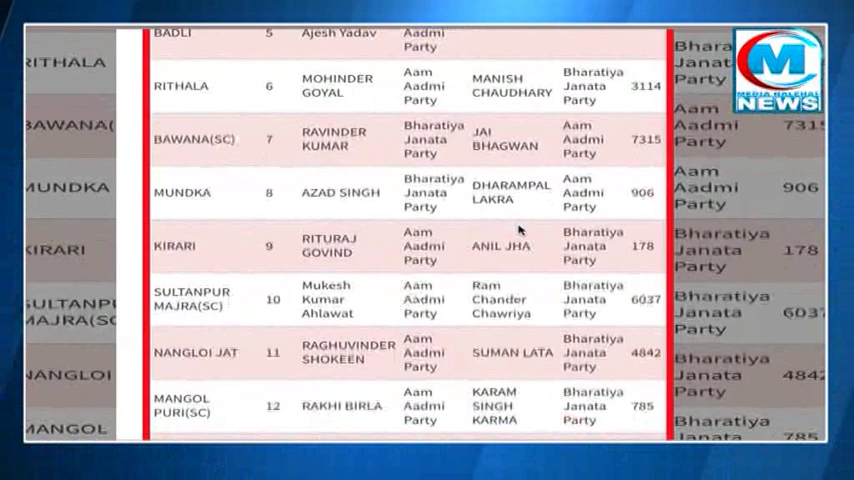 BADLI 5 Ajesh Yadav Aadmi Party
RITHALA 6 MOHINDER GOYAL Aam Aadmi Party MANISH CHAUDHARY Bharatiya Janata Party 3114
BAWANA(SC) 7 RAVINDER KUMAR Bharatiya Janata Party JAI BHAGWAN Aam Aadmi Party 7315
MUNDKA 8 AZAD SINGH Bharatiya Janata Party DHARAMPAL LAKRA Aam Aadmi Party 906
KIRARI 9 RITURAJ GOVIND Aam Aadmi Party ANIL JHA Bharatiya Janata Party 178
SULTANPUR MAJRA(SC) 10 Mukesh Kumar Ahlawat Aam Aadmi Party Ram Chander Chawriya Bharatiya Janata Party 6037
NANGLOI JAT 11 RAGHUVINDER SHOKEEN Aam Aadmi Party SUMAN LATA Bharatiya Janata Party 4842
MANGOL PURI(SC) 12 RAKHI BIRLA Aam Aadmi Party KARAM SINGH KARMA Bharatiya Janata Party 785
RITHALA
BAWANA(
MUNDKA
KIRARI
SULTANPU
MAJRA(SC
NANGLOI
MANGOL
Bhara
Janat
Party
Aam
Aadmi
Party 7315
Aam
Aadmi
Party 906
Bharatiya
Janata
Party 178
Bharatiya
Janata
Party 6037
Bharatiya
Janata
Party 4842
Bharatiya
Janata 785
M
NEWS